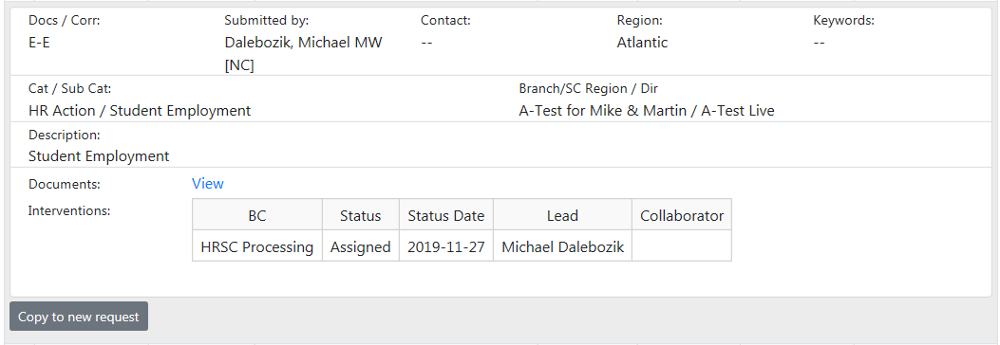 Docs / Corr: Submitted by: Contact: Region: Keywords:
E-E Dalebozik, Michael MW -- Atlantic --
[NC]
Cat / Sub Cat: Branch/SC Region / Dir
HR Action / Student Employment A-Test for Mike & Martin / A-Test Live
Description:
Student Employment
Documents: View
Interventions:
BC Status Status Date Lead Collaborator
HRSC Processing Assigned 2019-11-27 Michael Dalebozik
Copy to new request